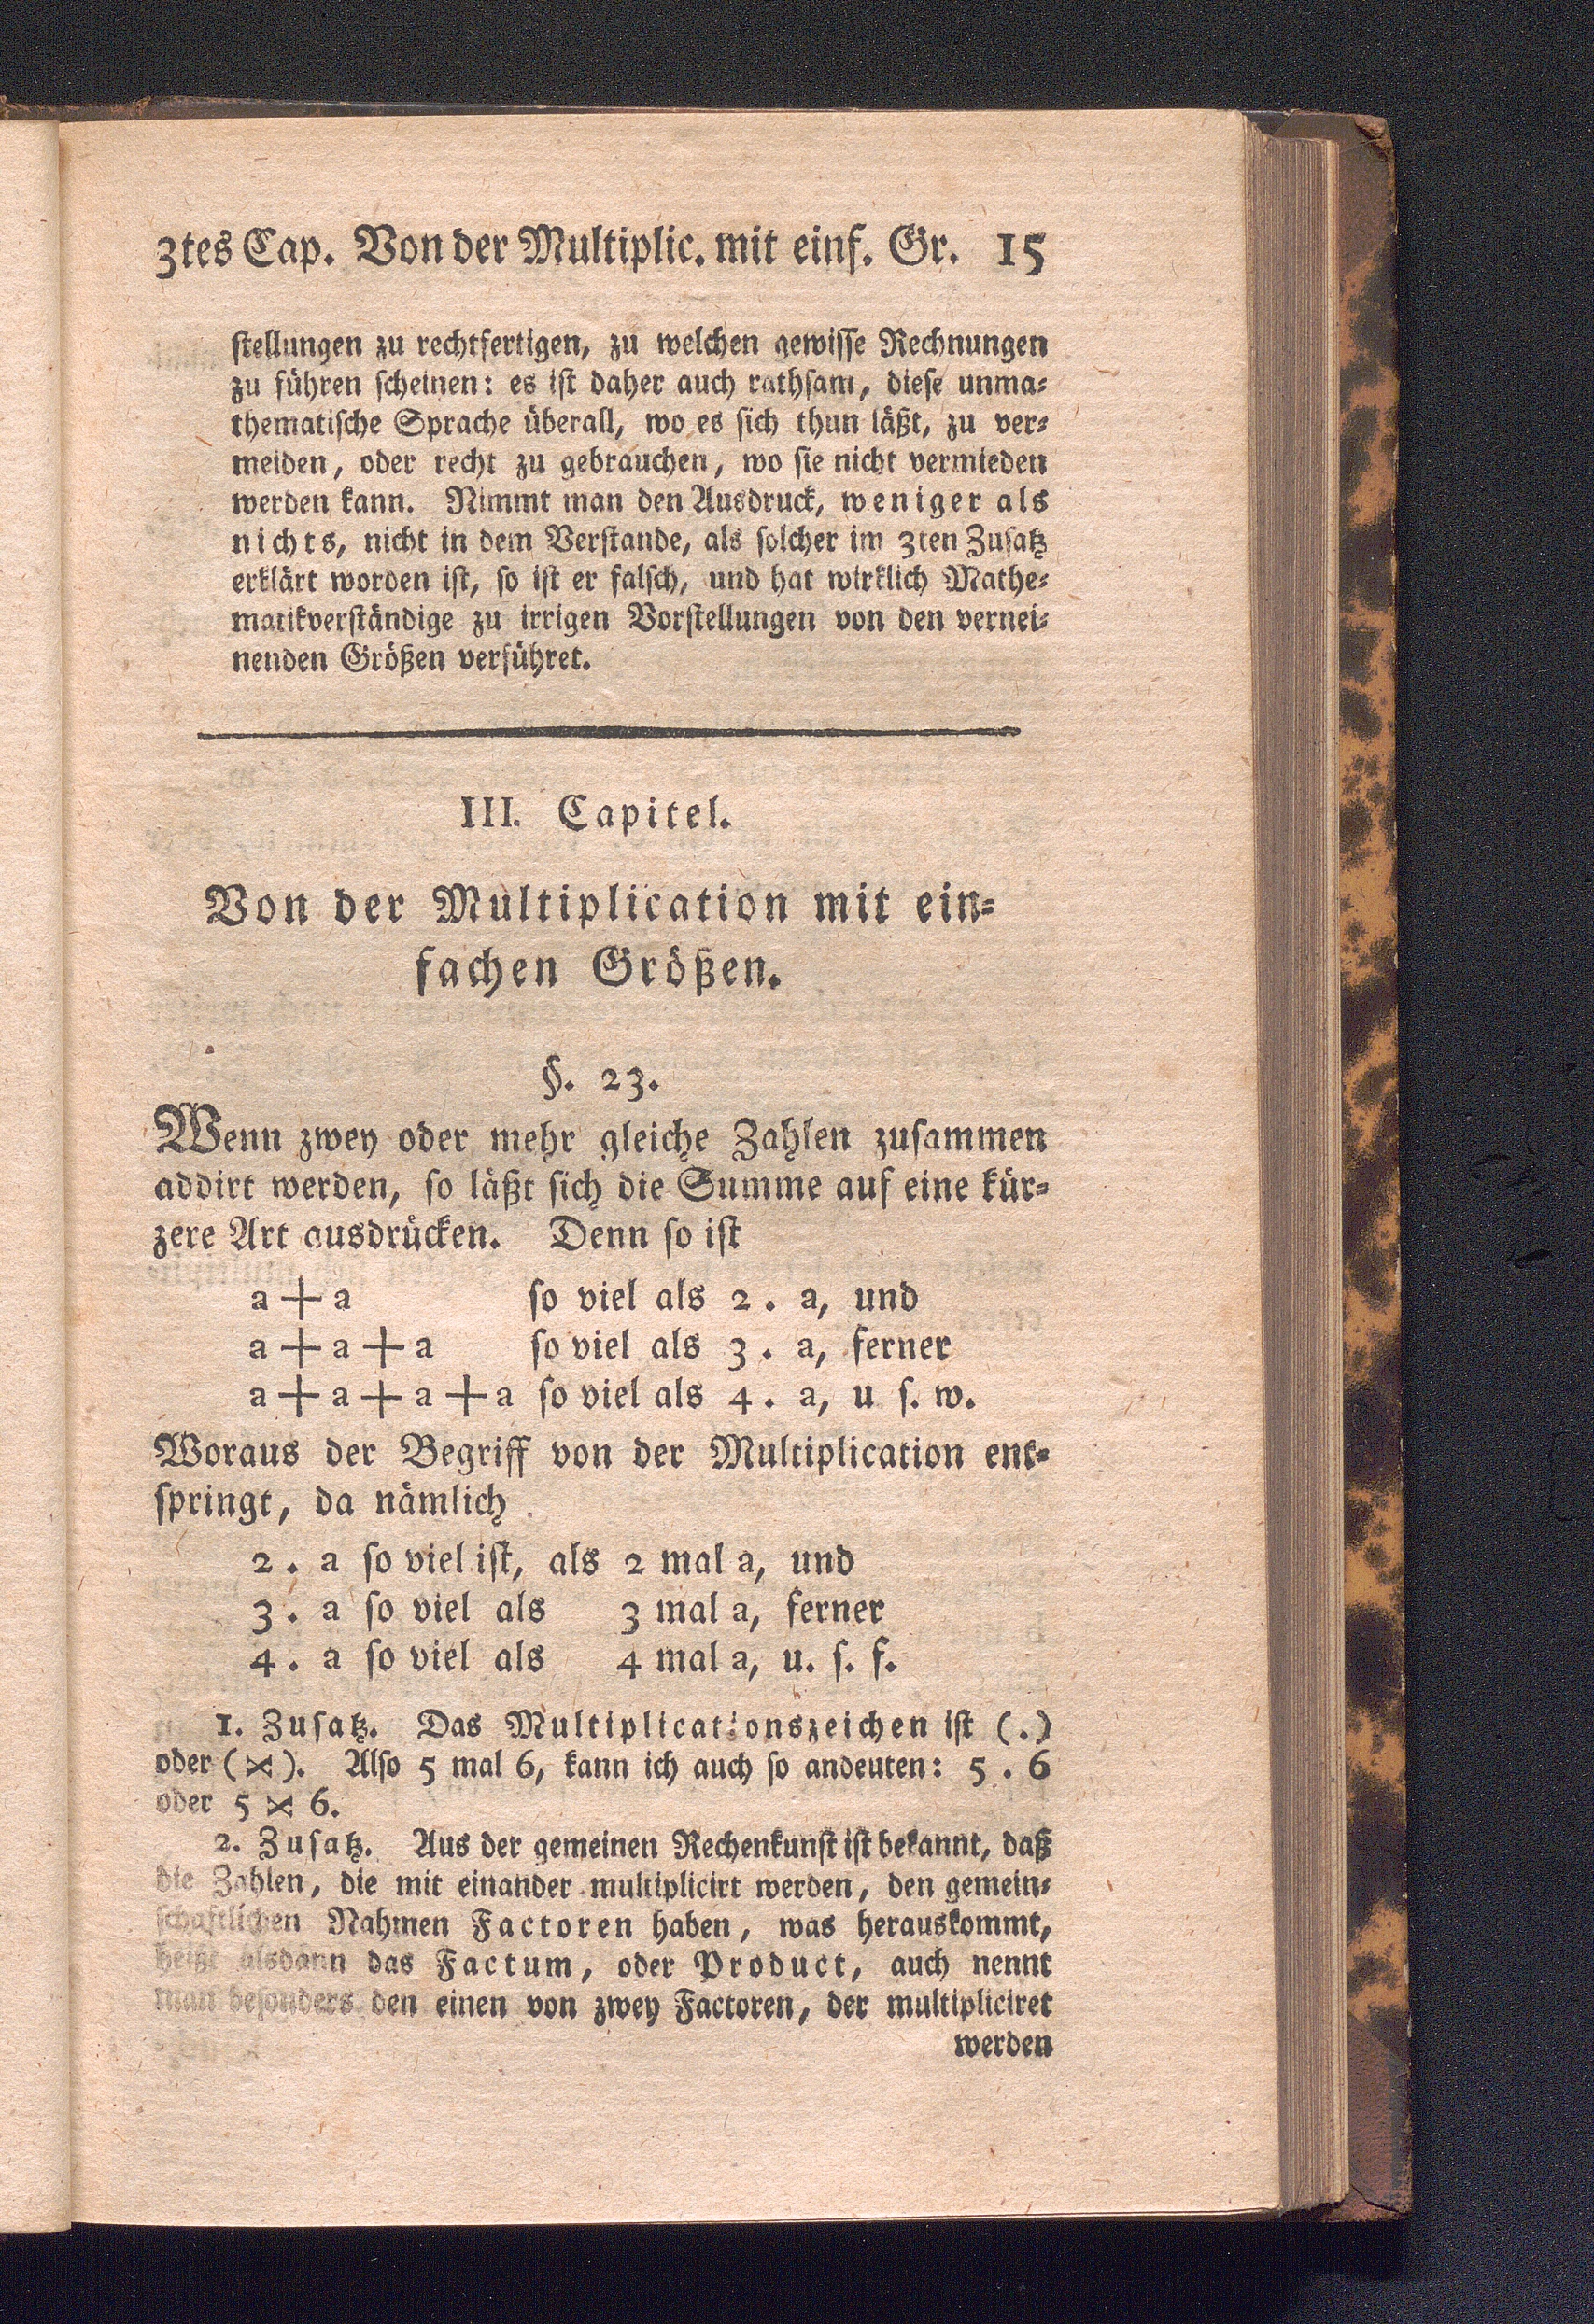 3tes Cap. Von der Multiplic. mit einf. Gr. 15
stellungen zu rechtfertigen, zu welchen gewisse Rechnungen
zu führen scheinen: es ist daher auch rathsam, diese unma-
thematische Sprache überall, wo es sich thun läßt, zu ver-
meiden, oder recht zu gebrauchen, wo sie nicht vermieden
werden kann. Nimmt man den Ausdruck, weniger als
nichts, nicht in dem Verstande, als solcher im 3ten Zusatz
erklärt worden ist, so ist er falsch, und hat wirklich Mathe-
matikverständige zu irrigen Vorstellungen von den vernei-
nenden Größen verführet.
III. Capitel.
Von der Multiplication mit ein-
fachen Größen.
§. 23.
Wenn zwey oder mehr gleiche Zahlen zusammen
addirt werden, so läßt sich die Summe auf eine kür-
zere Art ausdrücken. Denn so ist
a + a so viel als 2 . a, und
a + a + a so viel als 3 . a, ferner
a + a + a + a so viel als 4 . a, u s. w.
Woraus der Begriff von der Multiplication ent-
springt, da nämlich
2 . a so viel ist, als 2 mal a, und
3 . a so viel als 3 mal a, ferner
4 . a so viel als 4 mal a, u. s. f.
1. Zusatz. Das Multiplicationszeichen ist (.)
oder (×). Also 5 mal 6, kann ich auch so andeuten: 5 . 6
oder 5 × 6.
2. Zusatz. Aus der gemeinen Rechenkunst ist bekannt, daß
die Zahlen, die mit einander multiplicirt werden, den gemein-
schaftlichen Nahmen Factoren haben, was herauskommt,
heißt alsdann das Factum, oder Product, auch nennt
man besonders den einen von zwey Factoren, der multipliciret
werden